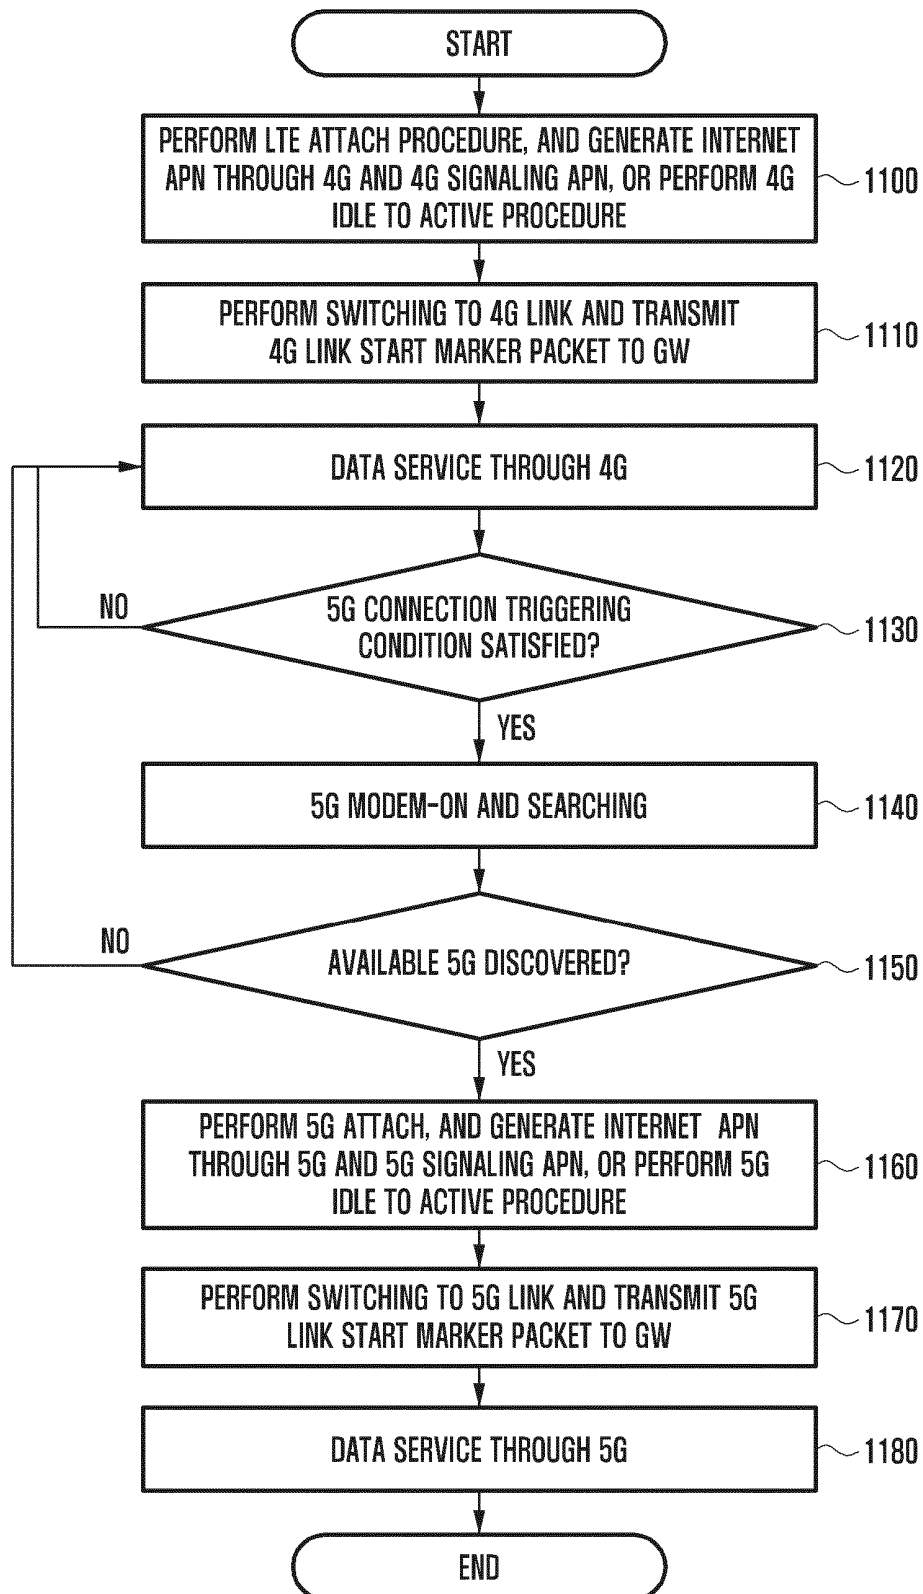 START
PERFORM LTE ATTACH PROCEDURE, AND GENERATE INTERNET
APN THROUGH 4G AND 4G SIGNALING APN, OR PERFORM 4G
IDLE TO ACTIVE PROCEDURE
1100
PERFORM SWITCHING TO 4G LINK AND TRANSMIT
4G LINK START MARKER PACKET TO GW
1110
DATA SERVICE THROUGH 4G
1120
NO
5G CONNECTION TRIGGERING
CONDITION SATISFIED?
1130
YES
5G MODEM-ON AND SEARCHING
1140
NO
AVAILABLE 5G DISCOVERED?
1150
YES
PERFORM 5G ATTACH, AND GENERATE INTERNET APN
THROUGH 5G AND 5G SIGNALING APN, OR PERFORM 5G
IDLE TO ACTIVE PROCEDURE
1160
PERFORM SWITCHING TO 5G LINK AND TRANSMIT 5G
LINK START MARKER PACKET TO GW
1170
DATA SERVICE THROUGH 5G
1180
END